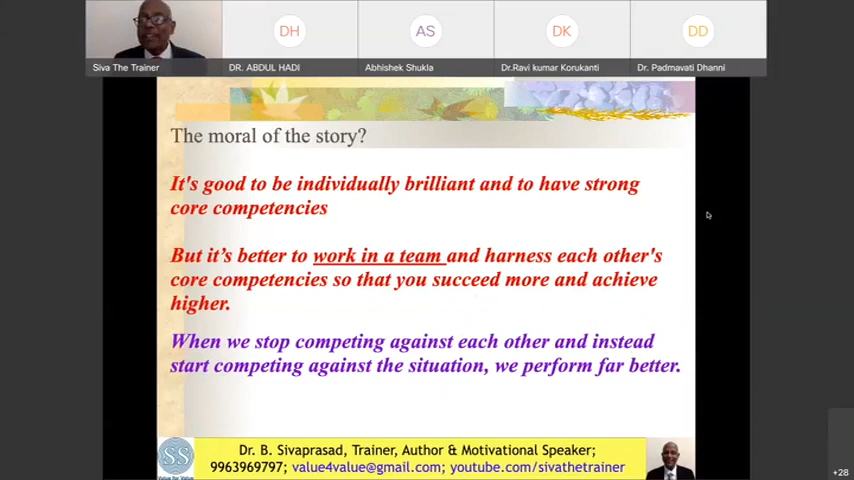 DH
AS
DK
DD
Siva The Trainer
DR. ABDUL HADI
Abhishek Shukla
Dr.Ravi kumar Korukanti
Dr. Padmavati Dhanni
The moral of the story?
It's good to be individually brilliant and to have strong
core competencies
But it’s better to work in a team and harness each other's
core competencies so that you succeed more and achieve
higher.
When we stop competing against each other and instead
start competing against the situation, we perform far better.
SS
Value for Value
Dr. B. Sivaprasad, Trainer, Author & Motivational Speaker;
9963969797; value4value@gmail.com; youtube.com/sivathetrainer
+28